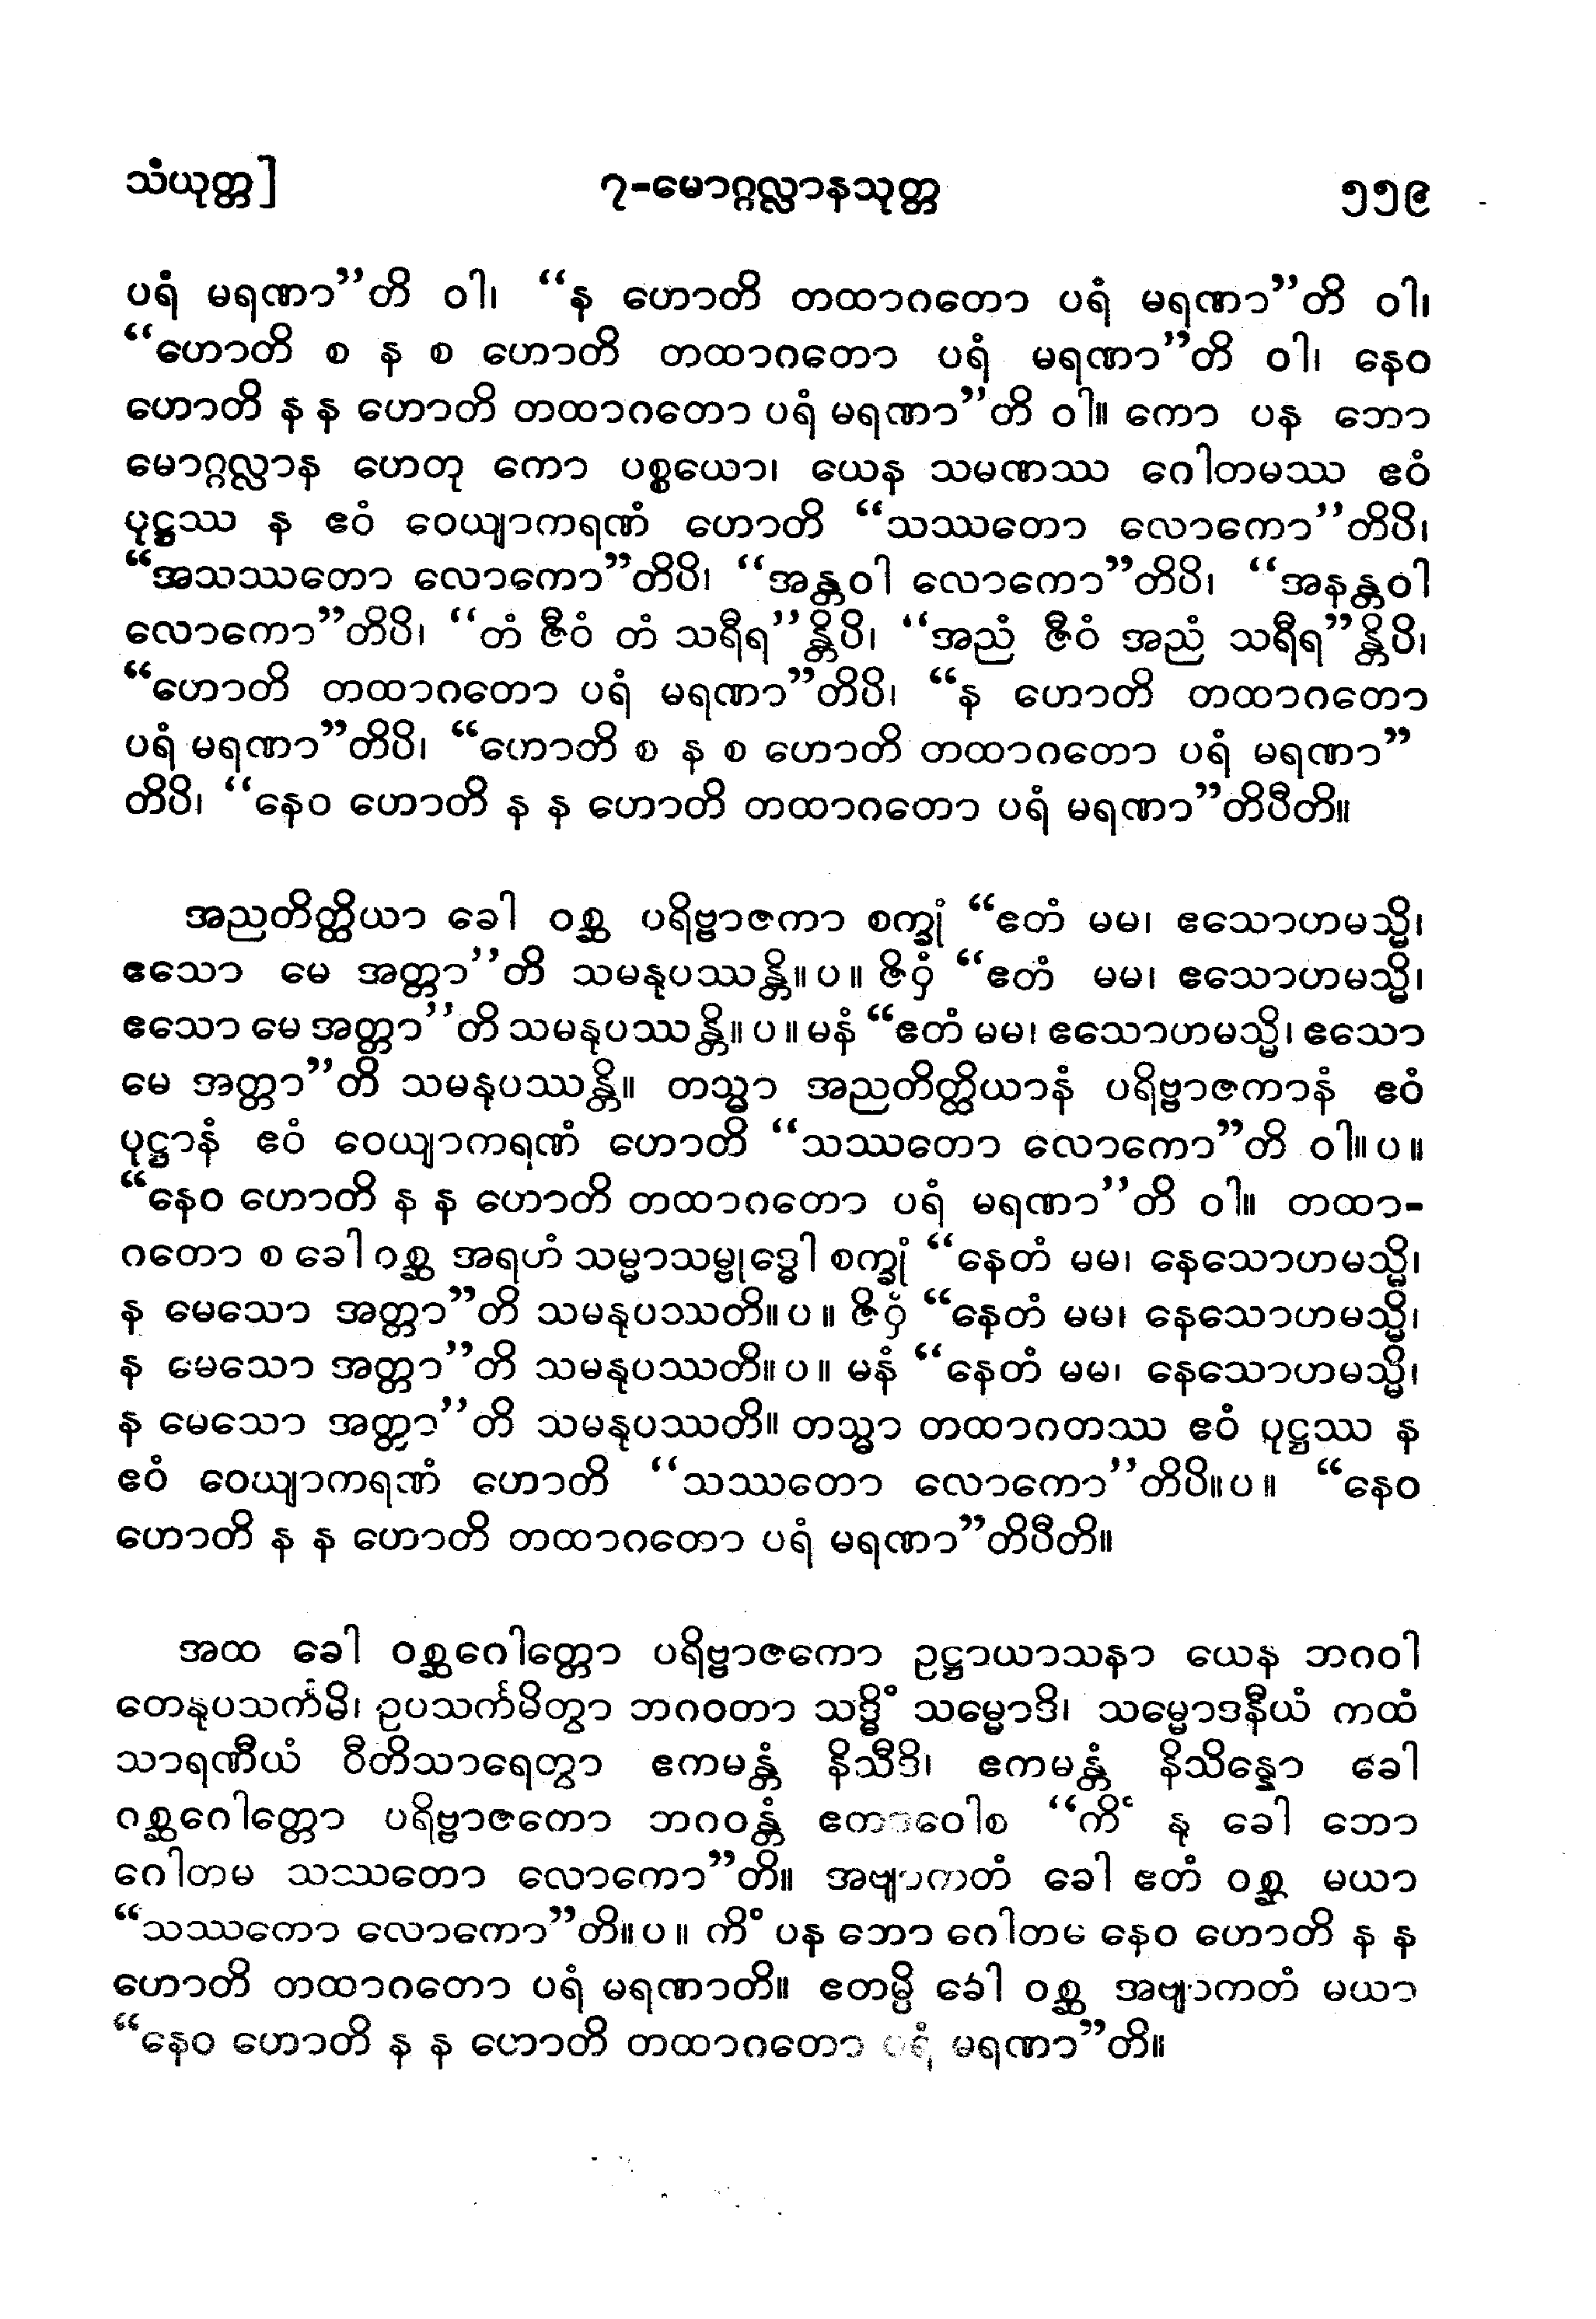 သံယုတ္တ] ၇-မောဂ္ဂလ္လာနသုတ္တ ၅၅၉
ပရံ မရဏာ”တိ ဝါ၊ “န ဟောတိ တထာဂတော ပရံ မရဏာ”တိ ဝါ၊
“ဟောတိ စ န စ ဟောတိ တထာဂတော ပရံ မရဏာ”တိ ဝါ၊ နေဝ
ဟောတိ န န ဟောတိ တထာဂတော ပရံ မရဏာ”တိ ဝါ။ ကော ပန ဘော
မောဂ္ဂလ္လာန ဟေတု ကော ပစ္စယော၊ ယေန သမဏဿ ဂေါတမဿ ဧဝံ
ပုဋ္ဌဿ န ဧဝံ ဝေယျာကရဏံ ဟောတိ “သဿတော လောကော”တိပိ၊
“အသဿတော လောကော”တိပိ၊ “အန္တဝါ လောကော”တိပိ၊ “အနန္တဝါ
လောကော”တိပိ၊ “တံ ဇီဝံ တံ သရီရ”န္တိပိ၊ “အညံ ဇီဝံ အညံ သရီရ”န္တိပိ၊
“ဟောတိ တထာဂတော ပရံ မရဏာ”တိပိ၊ “န ဟောတိ တထာဂတော
ပရံ မရဏာ”တိပိ၊ “ဟောတိ စ န စ ဟောတိ တထာဂတော ပရံ မရဏာ”
တိပိ၊ “နေဝ ဟောတိ န န ဟောတိ တထာဂတော ပရံ မရဏာ”တိပီတိ။
အညတိတ္ထိယာ ခေါ ဝစ္ဆ ပရိဗ္ဗာဇကာ စက္ခုံ “ဧတံ မမ၊ ဧသောဟမသ္မိ၊
ဧသော မေ အတ္တာ”တိ သမနုပဿန္တိ။ ပ ။ ဇိဝှံ “ဧတံ မမ၊ ဧသောဟမသ္မိ၊
ဧသော မေ အတ္တာ”တိ သမနုပဿန္တိ။ ပ ။ မနံ “ဧတံ မမ၊ ဧသောဟမသ္မိ၊ ဧသော
မေ အတ္တာ”တိ သမနုပဿန္တိ။ တသ္မာ အညတိတ္ထိယာနံ ပရိဗ္ဗာဇကာနံ ဧဝံ
ပုဋ္ဌာနံ ဧဝံ ဝေယျာကရဏံ ဟောတိ “သဿတော လောကော”တိ ဝါ။ ပ ။
“နေဝ ဟောတိ န န ဟောတိ တထာဂတော ပရံ မရဏာ”တိ ဝါ။ တထာ-
ဂတော စ ခေါ ဝစ္ဆ အရဟံ သမ္မာသမ္ဗုဒ္ဓေါ စက္ခုံ “နေတံ မမ၊ နေသောဟမသ္မိ၊
န မေသော အတ္တာ”တိ သမနုပဿတိ။ ပ ။ ဇိဝှံ “နေတံ မမ၊ နေသောဟမသ္မိ၊
န မေသော အတ္တာ”တိ သမနုပဿတိ။ ပ ။ မနံ “နေတံ မမ၊ နေသောဟမသ္မိ၊
န မေသော အတ္တာ”တိ သမနုပဿတိ။ တသ္မာ တထာဂတဿ ဧဝံ ပုဋ္ဌဿ န
ဧဝံ ဝေယျာကရဏံ ဟောတိ “သဿတော လောကော”တိပိ။ ပ ။ “နေဝ
ဟောတိ န န ဟောတိ တထာဂတော ပရံ မရဏာ”တိပီတိ။
အထ ခေါ ဝစ္ဆဂေါတ္တော ပရိဗ္ဗာဇကော ဥဋ္ဌာယာသနာ ယေန ဘဂဝါ
တေနုပသင်္ကမိ၊ ဥပသင်္ကမိတွာ ဘဂဝတာ သဒ္ဓိံ သမ္မောဒိ၊ သမ္မောဒနီယံ ကထံ
သာရဏီယံ ဝီတိသာရေတွာ ဧကမန္တံ နိသီဒိ၊ ဧကမန္တံ နိသိန္နော ခေါ
ဂစ္ဆဂေါတ္တော ပရိဗ္ဗာဇကော ဘဂဝန္တံ ဧကာဝေါစ “ကိံ နု ခေါ ဘော
ဂေါတမ သဿတော လောကော”တိ။ အဗျာကတံ ခေါ ဧတံ ဝစ္ဆ မယာ
“သဿကော လောကော”တိ။ ပ ။ ကိံ ပန ဘော ဂေါတမ နေဝ ဟောတိ န န
ဟောတိ တထာဂတော ပရံ မရဏာတိ။ ဧတမ္ပိ ခေါ ဝစ္ဆ အဗျာကတံ မယာ
“နေဝ ဟောတိ န န ဟောတိ တထာဂတော ပရံ မရဏာ”တိ။